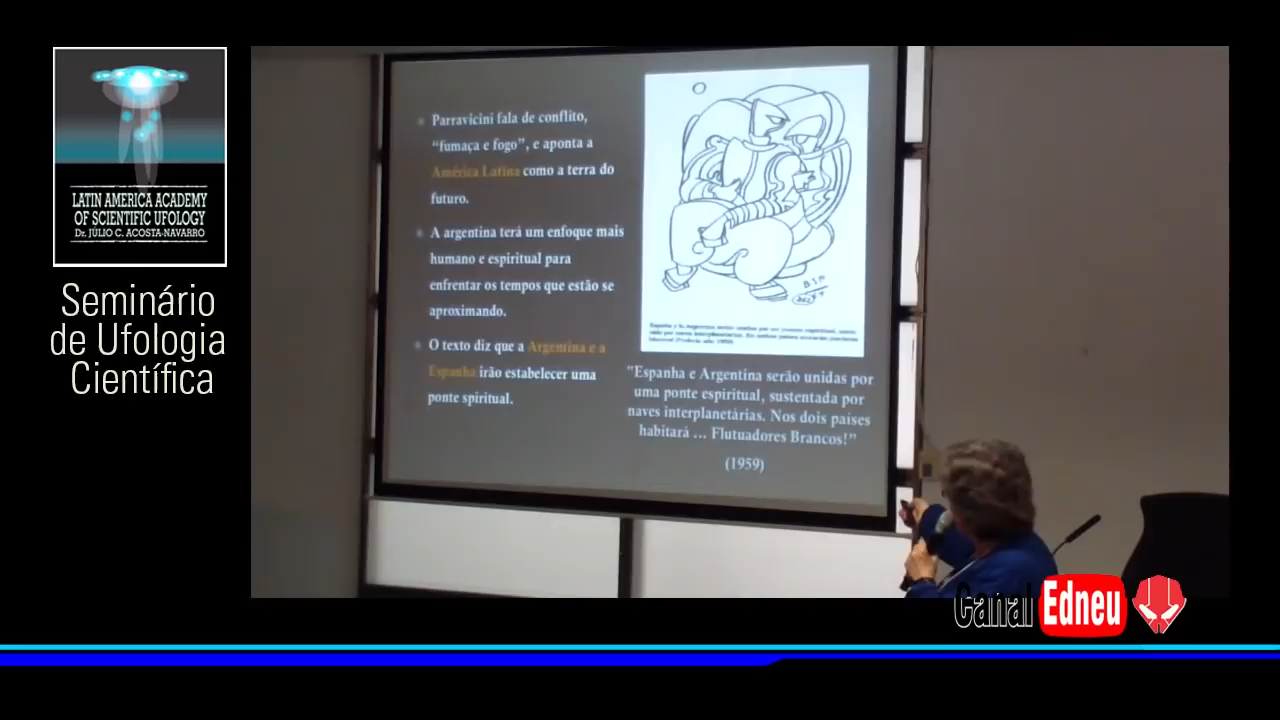 LATIN AMERICA ACADEMY
OF SCIENTIFIC UFOLOGY
Dr. JÚLIO C. ACOSTA-NAVARRO
Seminário
de Ufologia
Científica
Parravicini fala de conflito,
“fumaça e fogo”, e aponta a
América Latina como a terra do
futuro.
A argentina terá um enfoque mais
humano e espiritual para
enfrentar os tempos que estão se
aproximando.
O texto diz que a Argentina e a
Espanha irão estabelecer uma
ponte spiritual.
"Espanha e Argentina serão unidas por
uma ponte espiritual, sustentada por
naves interplanetárias. Nos dois países
habitará ... Flutuadores Brancos!”
(1959)
Canal Edneu